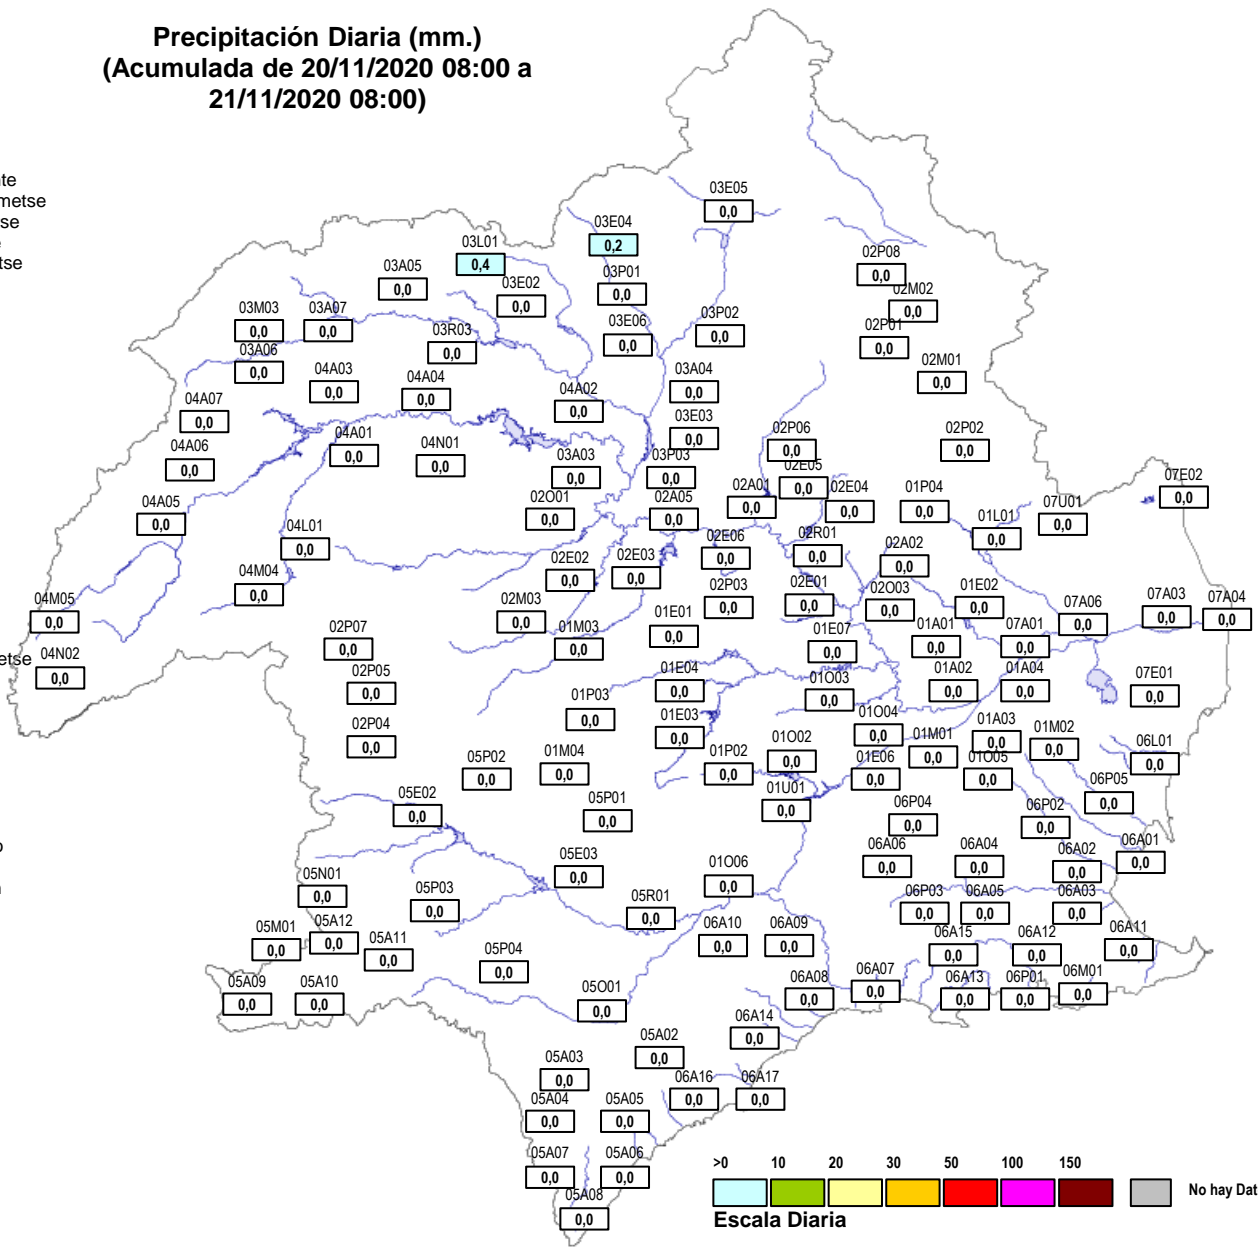 Precipitación Diaria (mm.)
(Acumulada de 20/11/2020 08:00 a
21/11/2020 08:00)
te
metse
se
tse
03E05
0,0
03E04
0,2
03L01
0,4
03A05
0,0
03E02
0,0
03P01
0,0
02P08
0,0
02M02
0,0
03M03
0,0
03A07
0,0
03R03
0,0
03E06
0,0
03P02
0,0
02P01
0,0
03A06
0,0
04A03
0,0
04A04
0,0
04A02
0,0
03A04
0,0
02M01
0,0
04A07
0,0
03E03
0,0
04A06
0,0
04A01
0,0
04N01
0,0
03A03
0,0
03P03
0,0
02P06
0,0
02P02
0,0
04A05
0,0
02O01
0,0
02A05
0,0
02A01
0,0
02E05
0,0
02E04
0,0
01P04
0,0
07E02
0,0
07U01
0,0
01L01
0,0
04L01
0,0
02E06
0,0
02R01
0,0
02A02
0,0
04M04
0,0
02E02
0,0
02E03
0,0
02P03
0,0
02E01
0,0
02O03
0,0
01E02
0,0
04M05
0,0
02M03
0,0
01E01
0,0
07A06
0,0
07A03
0,0
07A04
0,0
02P07
0,0
01M03
0,0
01E07
0,0
01A01
0,0
07A01
0,0
etse
04N02
0,0
02P05
0,0
01E04
0,0
01O03
0,0
01A02
0,0
01A04
0,0
07E01
0,0
01P03
0,0
01E03
0,0
01O04
0,0
01A03
0,0
01M02
0,0
02P04
0,0
01M04
0,0
01P02
0,0
01O02
0,0
01M01
0,0
06L01
0,0
05P02
0,0
01E06
0,0
01O05
0,0
05E02
0,0
05P01
0,0
01U01
0,0
06P04
0,0
06P02
0,0
06P05
0,0
o
05E03
0,0
01O06
0,0
06A06
0,0
06A04
0,0
06A02
0,0
06A01
0,0
05N01
0,0
05P03
0,0
05R01
0,0
06P03
0,0
06A05
0,0
06A03
0,0
05M01
0,0
05A12
0,0
05A11
0,0
05P04
0,0
06A10
0,0
06A09
0,0
06A15
0,0
06A12
0,0
06A11
0,0
05A09
0,0
05A10
0,0
05O01
0,0
06A08
0,0
06A07
0,0
06A13
0,0
06P01
0,0
06M01
0,0
06A14
0,0
05A02
0,0
05A03
0,0
06A16
0,0
06A17
0,0
05A04
0,0
05A05
0,0
05A07
0,0
05A06
0,0
05A08
0,0
>0 10 20 30 50 100 150
No hay Dat
Escala Diaria